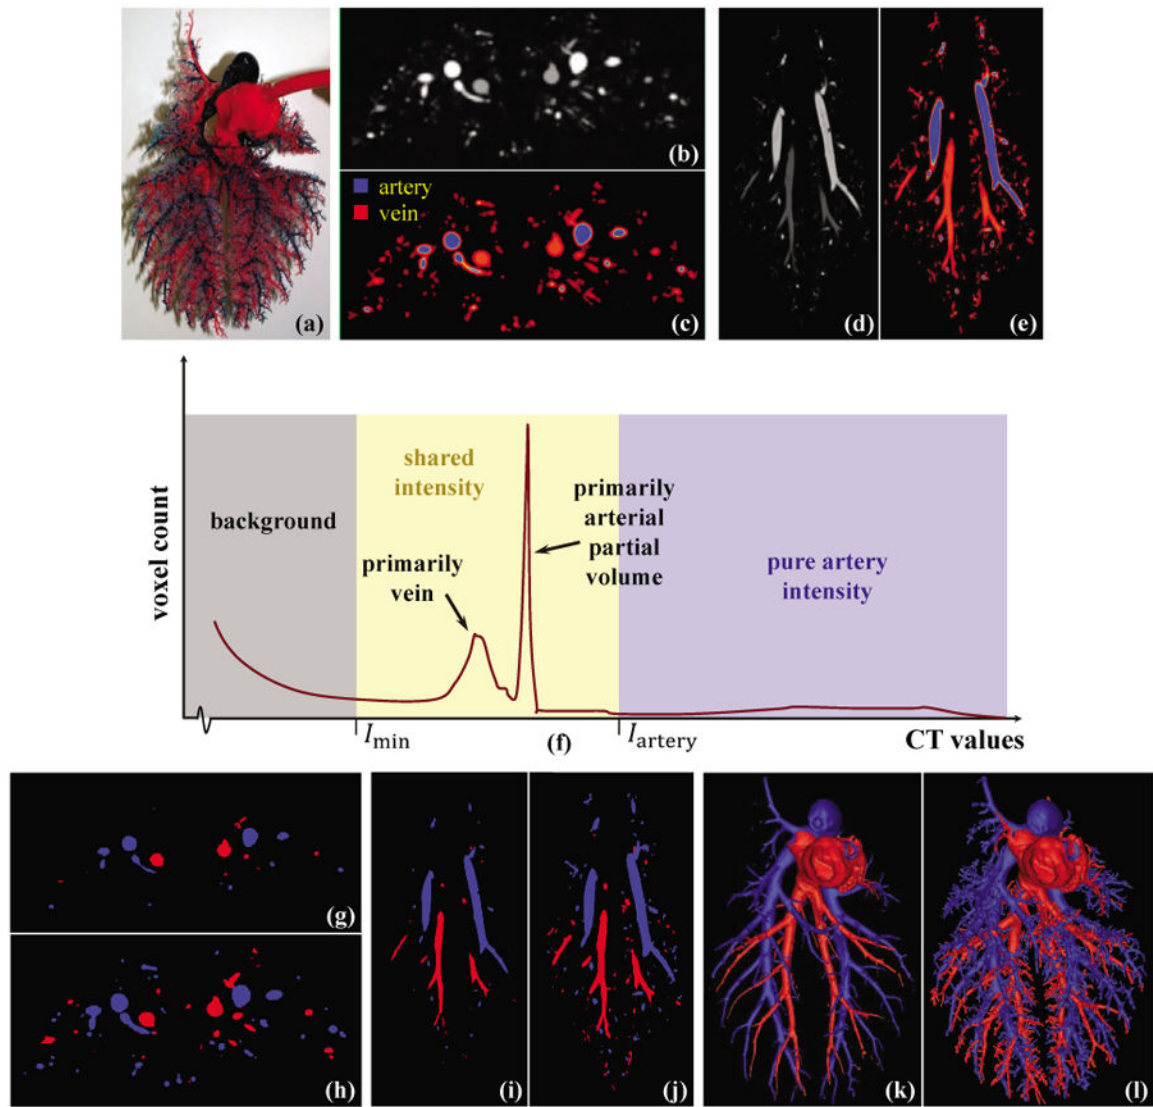 (a)
(b)
artery
vein
(c)
(d)
(e)
voxel count
background
shared
intensity
primarily
vein
primarily
arterial
partial
volume
pure artery
intensity
I_min
(f)
I_artery
CT values
(g)
(h)
(i)
(j)
(k)
(l)